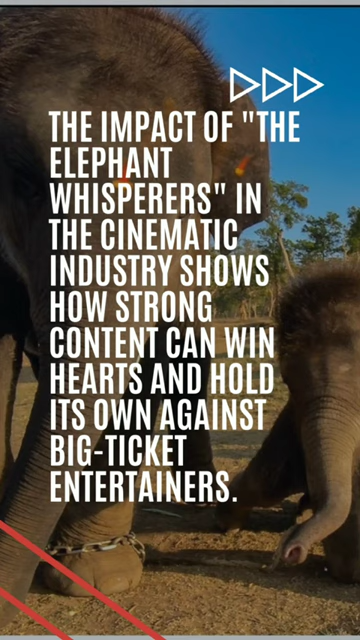 THE IMPACT OF "THE
ELEPHANT
WHISPERERS" IN
THE CINEMATIC
INDUSTRY SHOWS
HOW STRONG
CONTENT CAN WIN
HEARTS AND HOLD
ITS OWN AGAINST
BIG-TICKET
ENTERTAINERS.